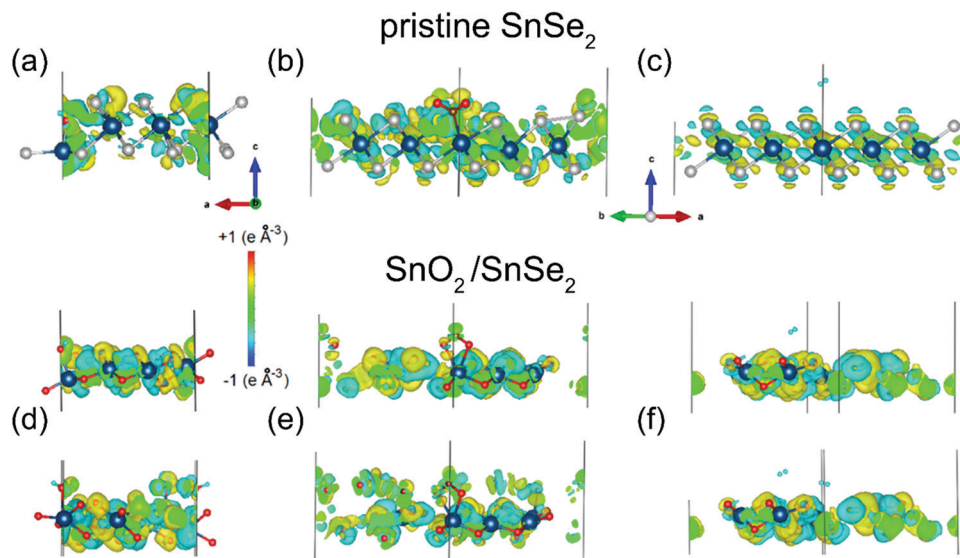 pristine SnSe₂
(a)
(b)
(c)
c
a
b
c
b
a
+1 (e Å⁻³)
-1 (e Å⁻³)
SnO₂/SnSe₂
(d)
(e)
(f)